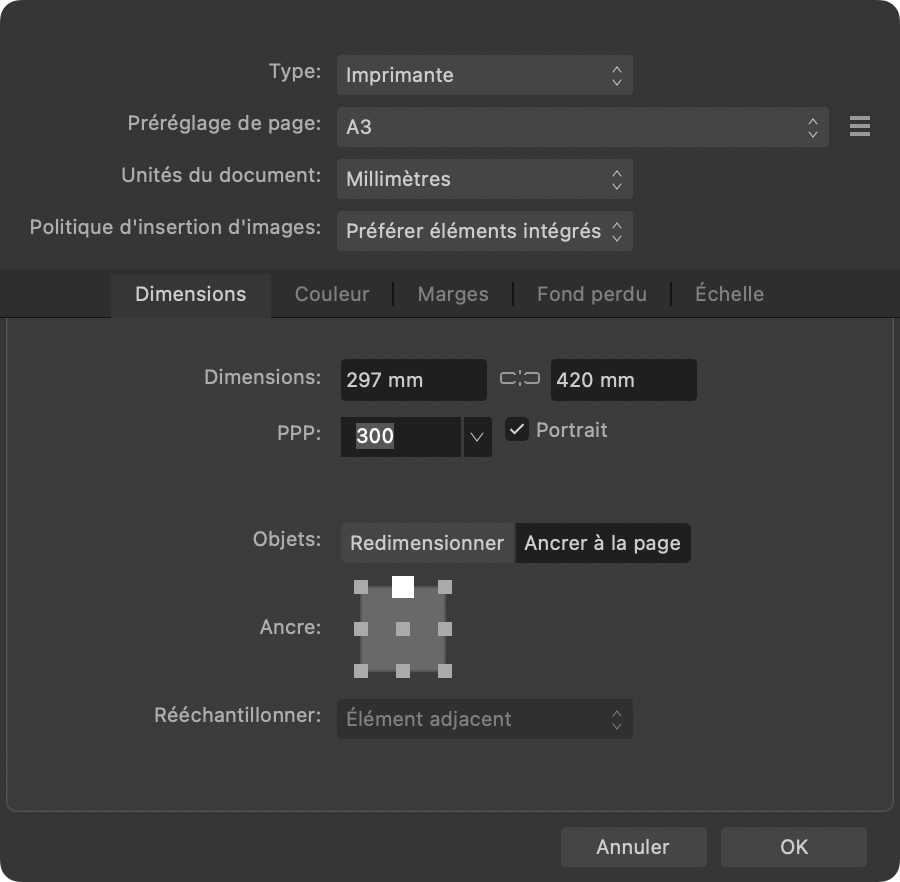 Type: Imprimante
Préréglage de page: A3
Unités du document: Millimètres
Politique d'insertion d'images: Préférer éléments intégrés
Dimensions Couleur Marges Fond perdu Échelle
Dimensions: 297 mm 420 mm
PPP: 300 Portrait
Objets: Redimensionner Ancrer à la page
Ancre:
Rééchantillonner: Élément adjacent
Annuler OK